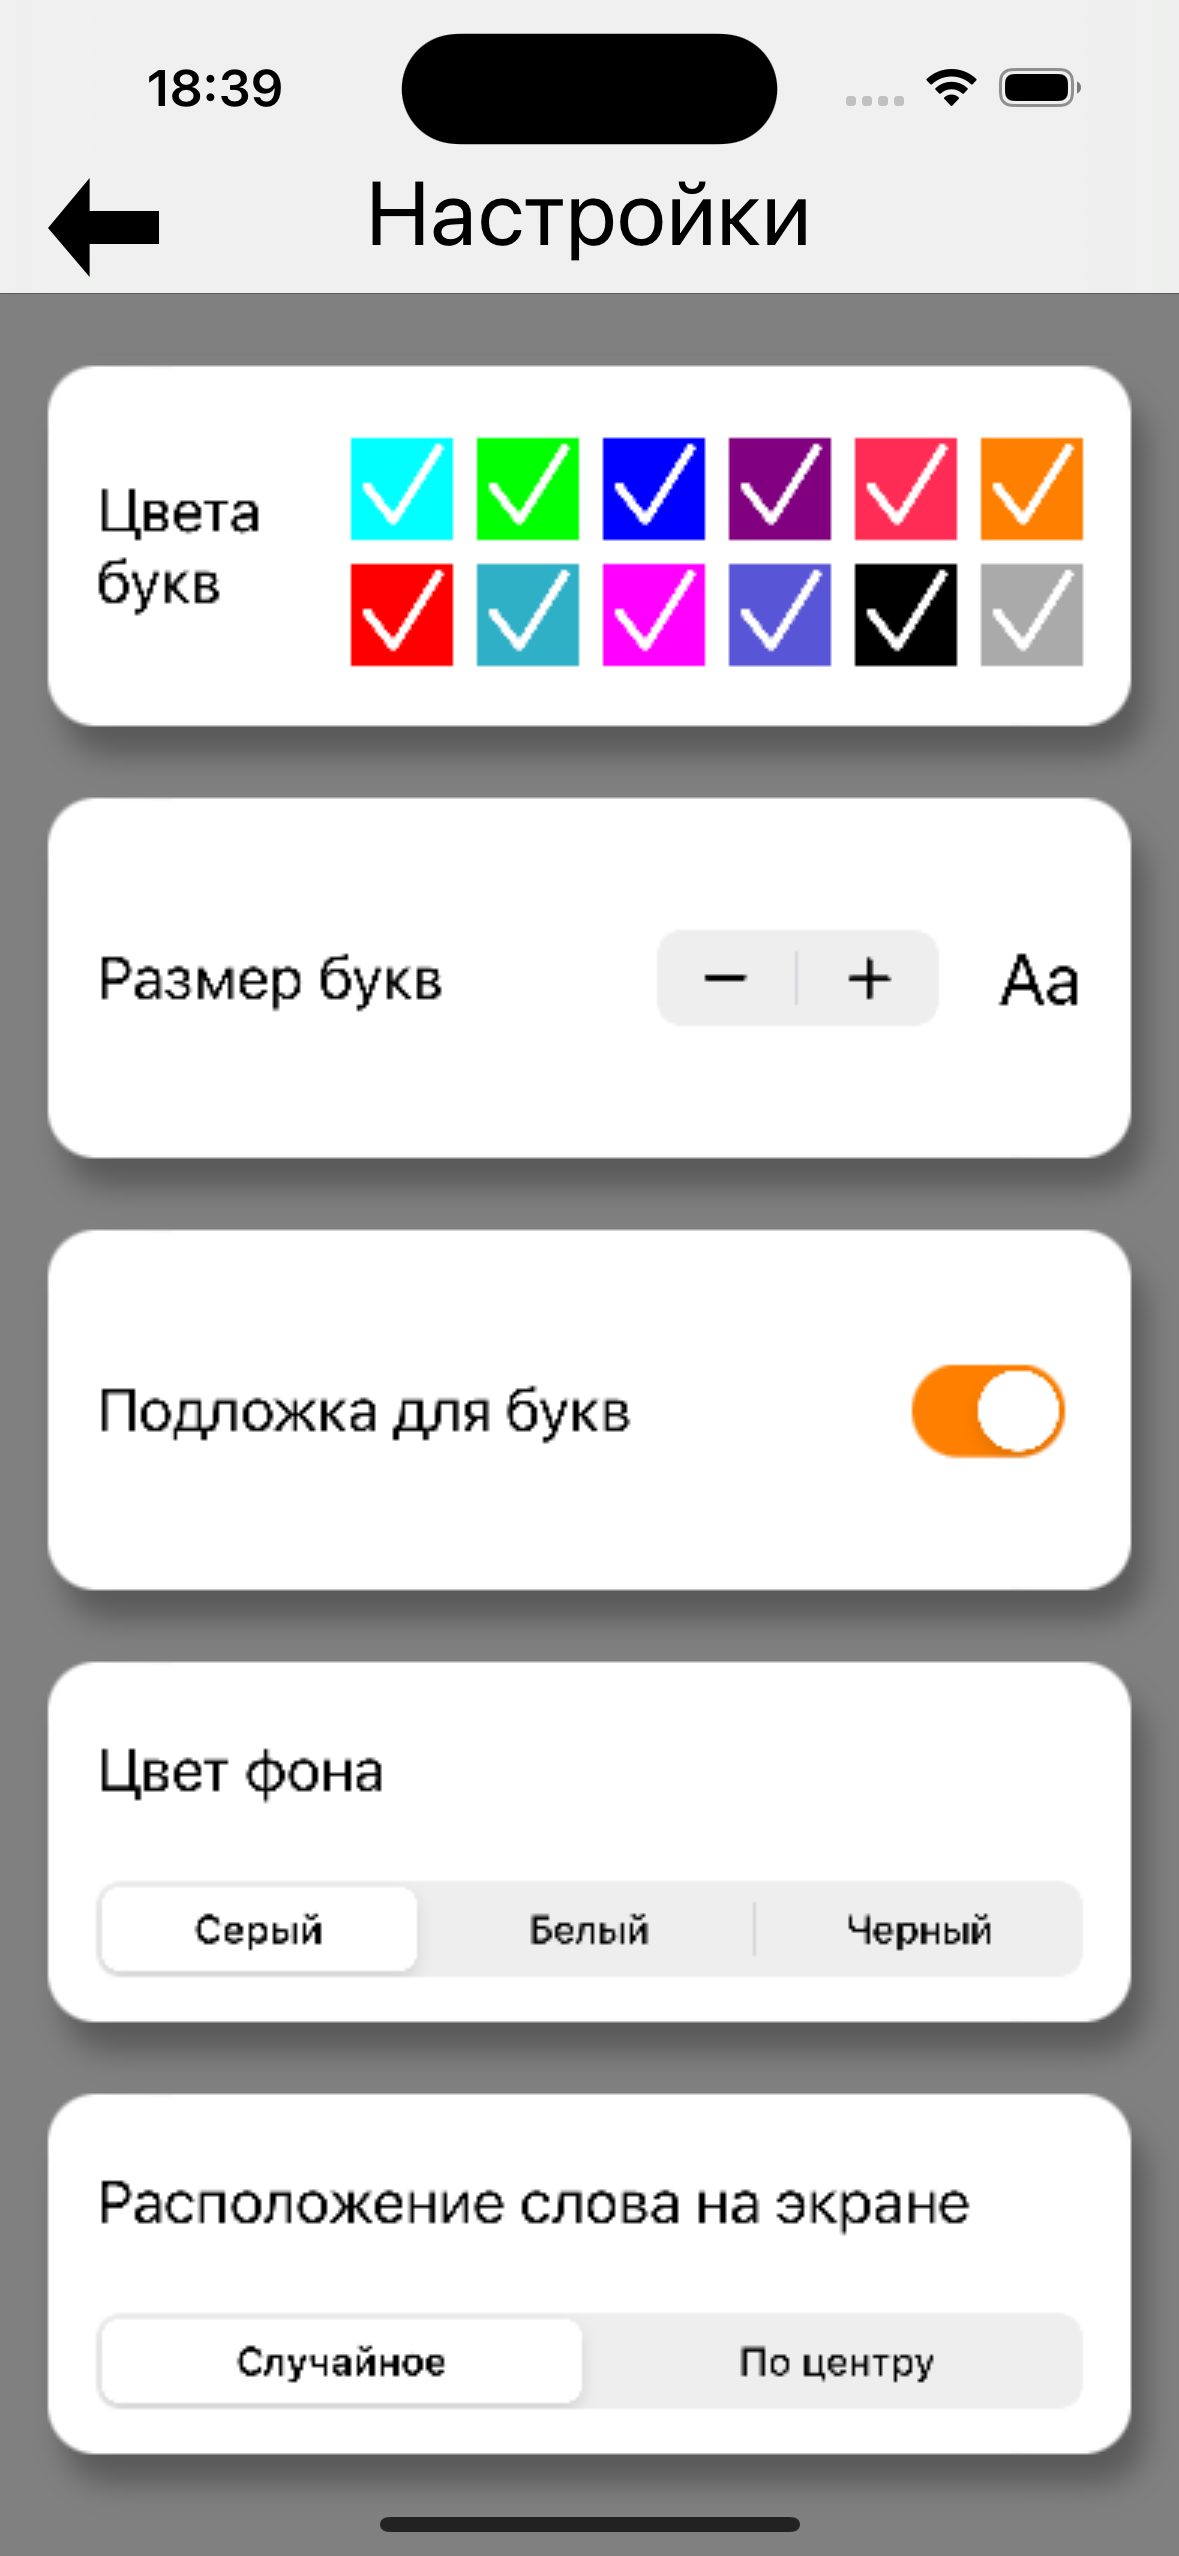 18:39
Настройки
Цвета
букв
Размер букв
Aa
Подложка для букв
Цвет фона
Серый Белый Черный
Расположение слова на экране
Случайное По центру